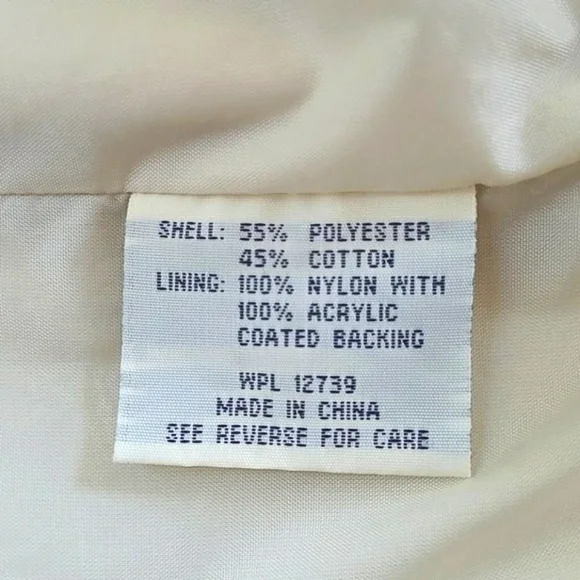 SHELL: 55% POLYESTER
45% COTTON
LINING: 100% NYLON WITH
100% ACRYLIC
COATED BACKING
WPL 12739
MADE IN CHINA
SEE REVERSE FOR CARE